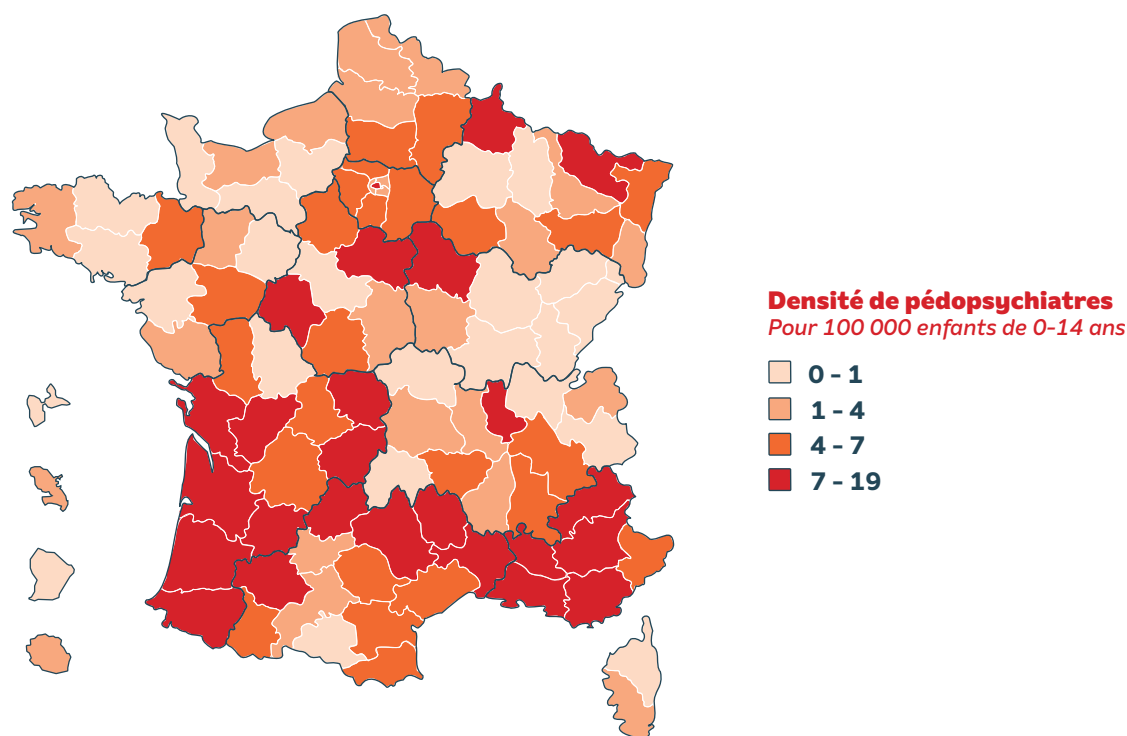 Densité de pédopsychiatres
Pour 100 000 enfants de 0-14 ans
0 - 1
1 - 4
4 - 7
7 - 19